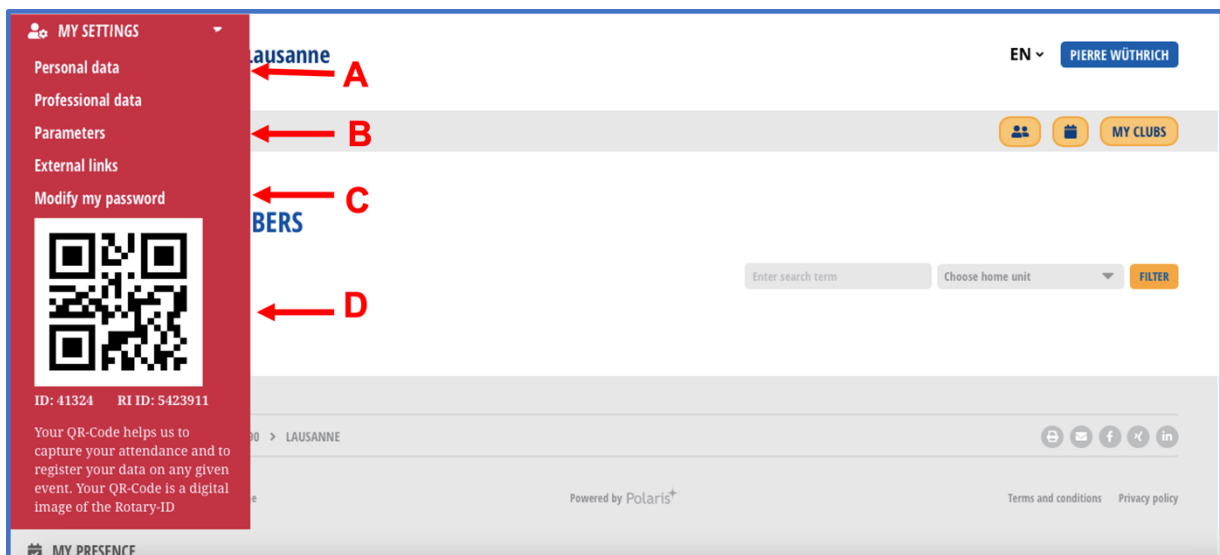 MY SETTINGS
Lausanne
EN
PIERRE WÜTHRICH
Personal data
A
Professional data
Parameters
B
MY CLUBS
External links
Modify my password
C
BERS
Enter search term
Choose home unit
FILTER
D
ID: 41324 RI ID: 5423911
Your QR-Code helps us to
capture your attendance and to
register your data on any given
event. Your QR-Code is a digital
image of the Rotary-ID
90 > LAUSANNE
e
Powered by Polaris
Terms and conditions Privacy policy
MY PRESENCE